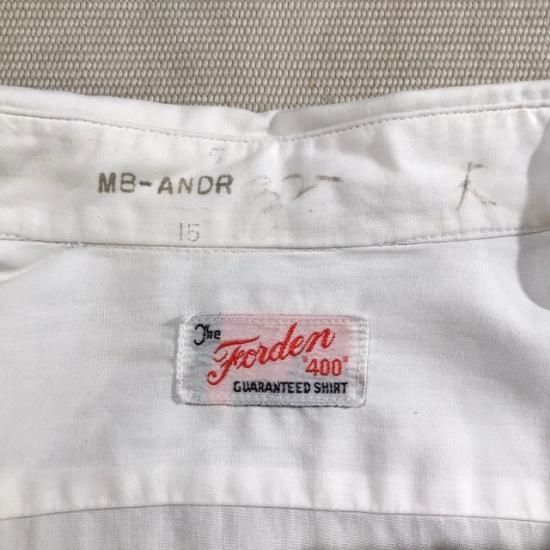 MB-ANDR
15
The
Forden
"400"
GUARANTEED SHIRT